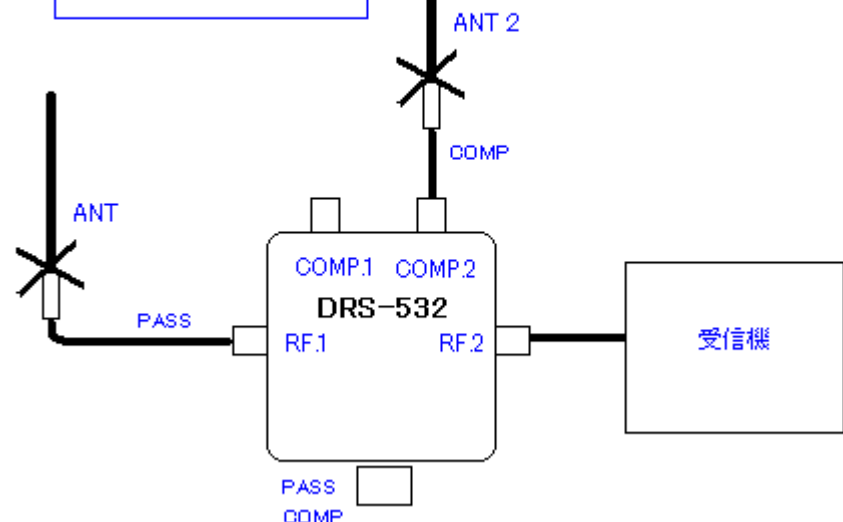 ANT 2
COMP
ANT
COMP.1 COMP.2
DRS-532
PASS
RF.1 RF.2
受信機
PASS
COMP